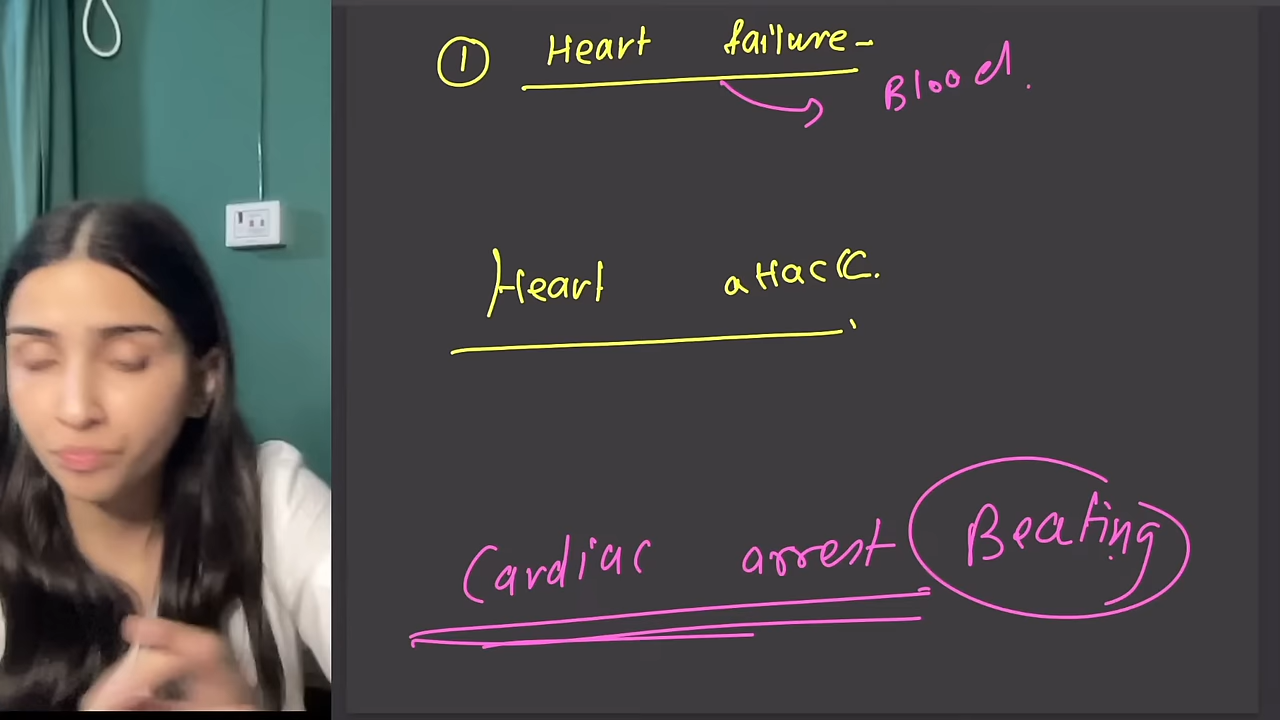 ① Heart failure-
Blood.
Heart attack.
Cardiac arrest Beating